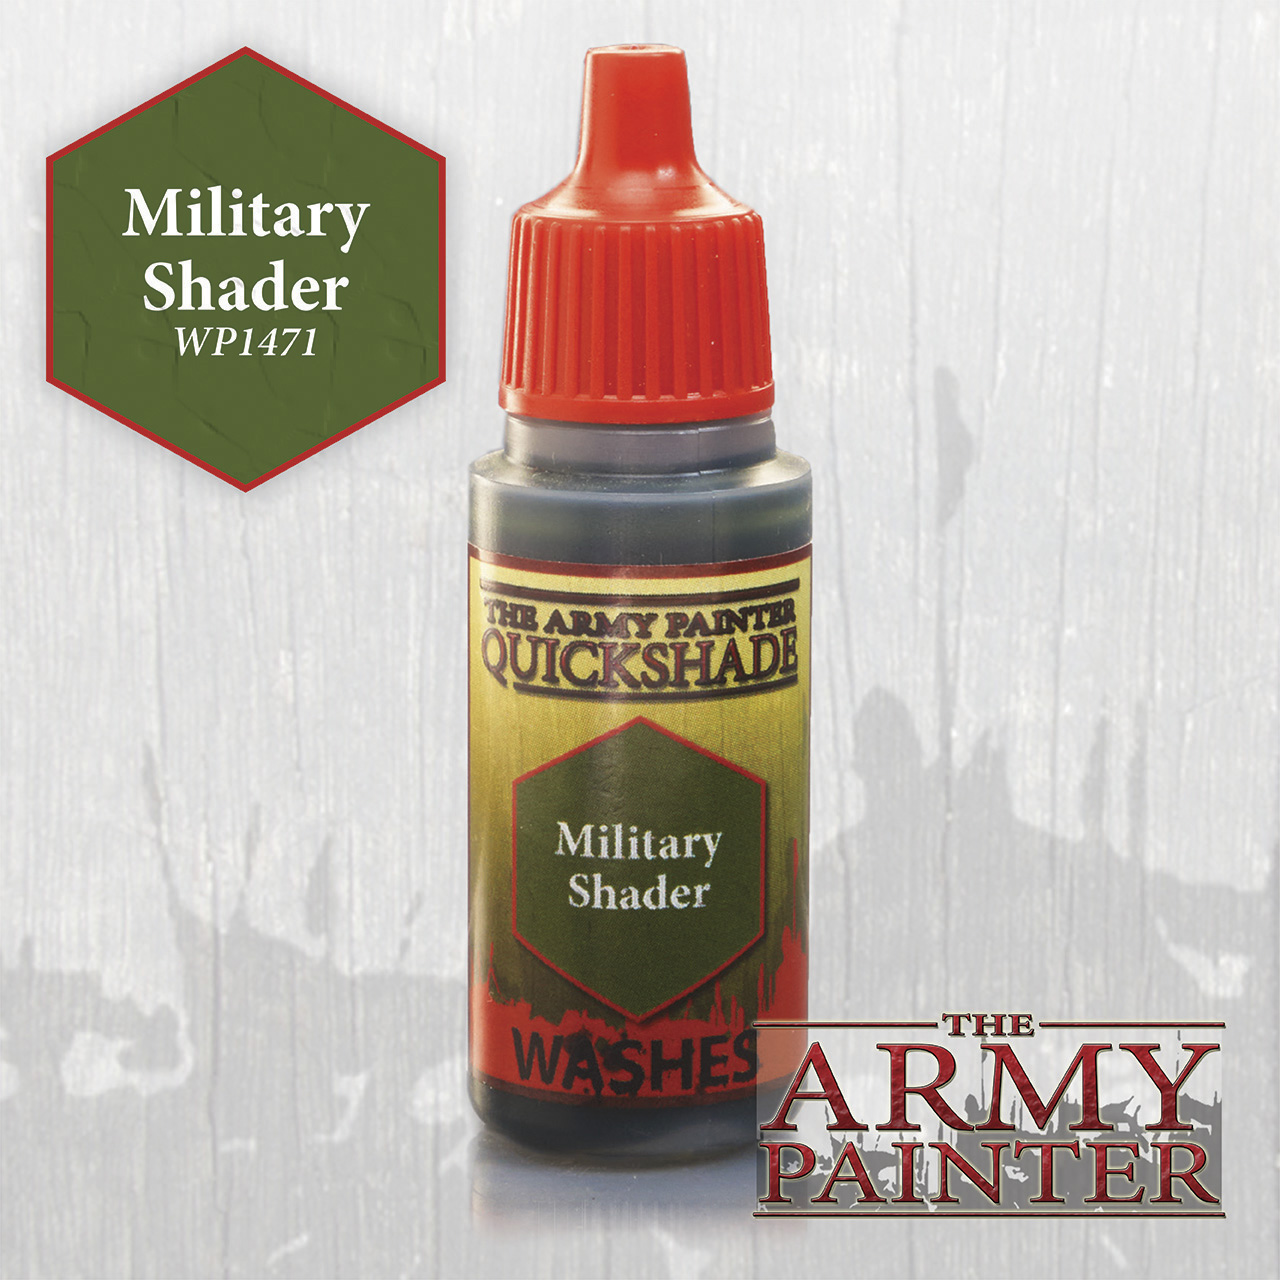 Military
Shader
WP1471
THE ARMY PAINTER
QUICKSHADE
Military
Shader
WASHES
THE
ARMY
PAINTER